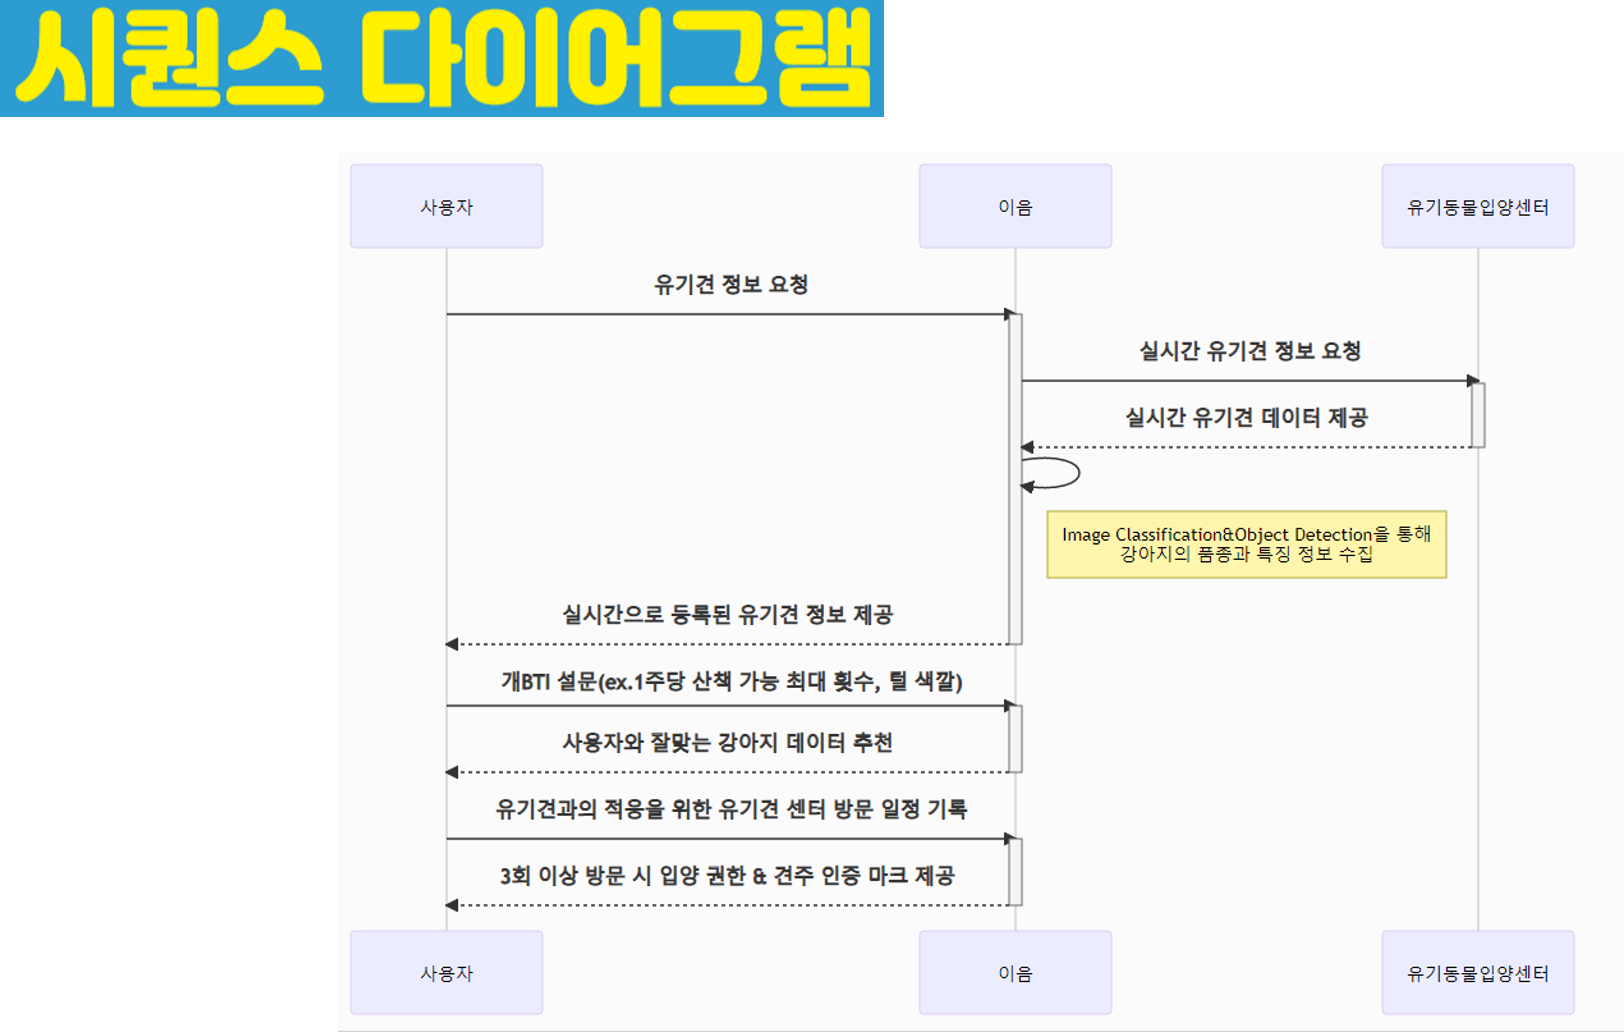 시퀀스 다이어그램
사용자
이음
유기동물입양센터
유기견 정보 요청
실시간 유기견 정보 요청
실시간 유기견 데이터 제공
Image Classification&Object Detection을 통해
강아지의 품종과 특징 정보 수집
실시간으로 등록된 유기견 정보 제공
개BTI 설문(ex.1주당 산책 가능 최대 횟수, 털 색깔)
사용자와 잘맞는 강아지 데이터 추천
유기견과의 적응을 위한 유기견 센터 방문 일정 기록
3회 이상 방문 시 입양 권한 & 견주 인증 마크 제공
사용자
이음
유기동물입양센터